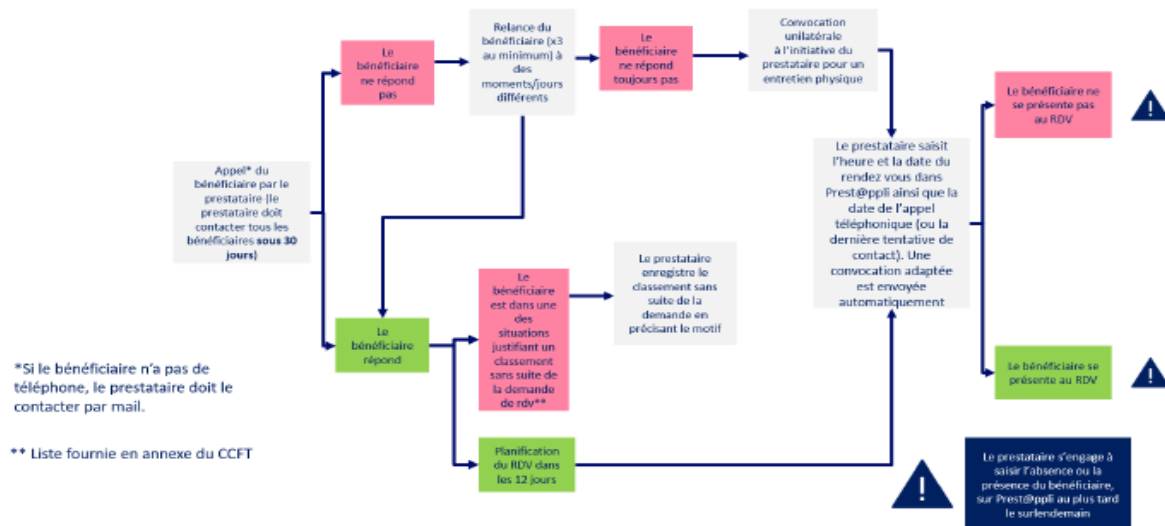 Le
bénéficiaire
ne répond
pas
Relance du
bénéficiaire (x3
au minimum) à
des
moments/jours
différents
Le
bénéficiaire
ne répond
toujours pas
Convocation
unilatérale
à l'initiative du
prestataire pour un
entretien physique
Le bénéficiaire ne
se présente pas
au RDV
!
Appel* du
bénéficiaire par le
prestataire (le
prestataire doit
contacter tous les
bénéficiaires sous 30
jours)
Le prestataire saisit
l'heure et la date du
rendez vous dans
Prest@ppli ainsi que la
date de l'appel
téléphonique (ou la
dernière tentative de
contact). Une
convocation adaptée
est envoyée
automatiquement
Le
bénéficiaire
répond
Le
bénéficiaire
est dans une
des
situations
justifiant un
classement
sans suite de
la demande
de rdv**
Le prestataire
enregistre le
classement sans
suite de la
demande en
précisant le motif
Le bénéficiaire se
présente au RDV
!
*Si le bénéficiaire n'a pas de
téléphone, le prestataire doit le
contacter par mail.
** Liste fournie en annexe du CCFT
Planification
du RDV dans
les 12 jours
!
Le prestataire s'engage à
saisir l'absence ou la
présence du bénéficiaire,
sur Prest@ppli au plus tard
le surlendemain